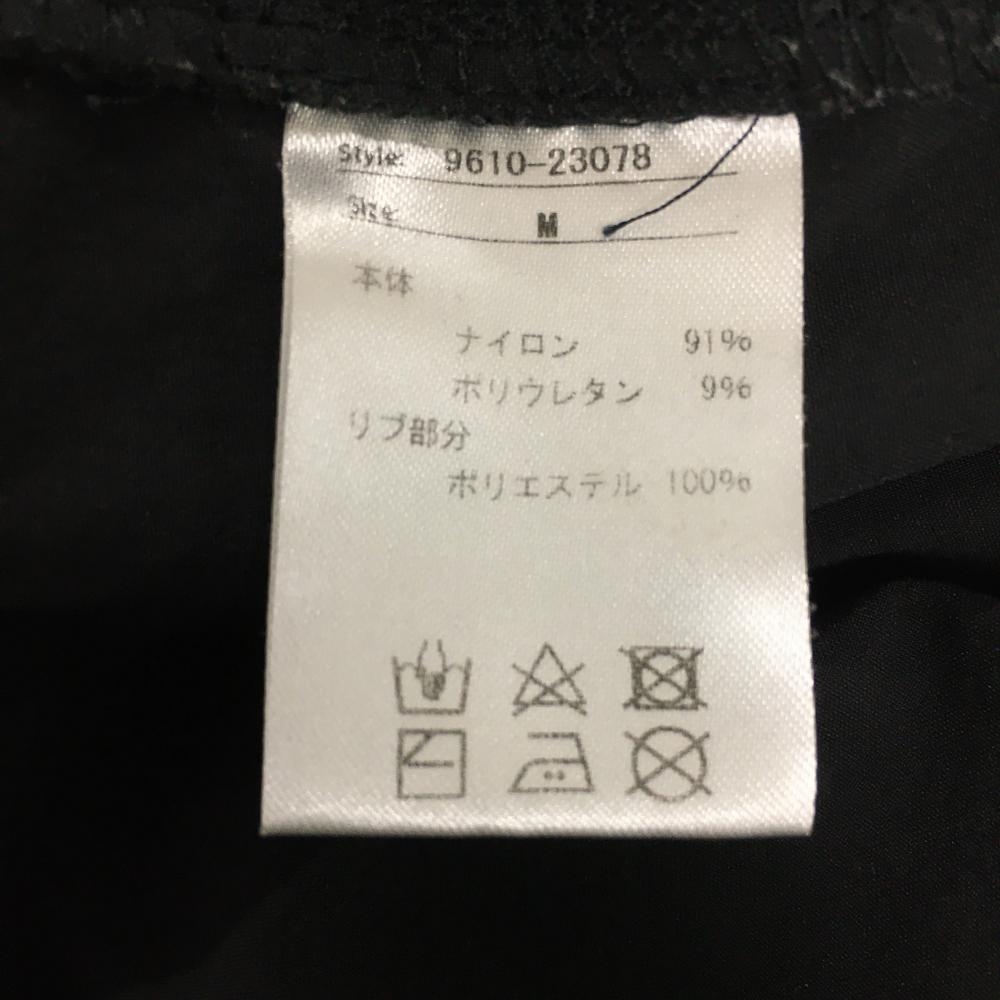 Style: 9610-23078
Size: M
本体
ナイロン 91%
ポリウレタン 9%
リブ部分
ポリエステル 100%